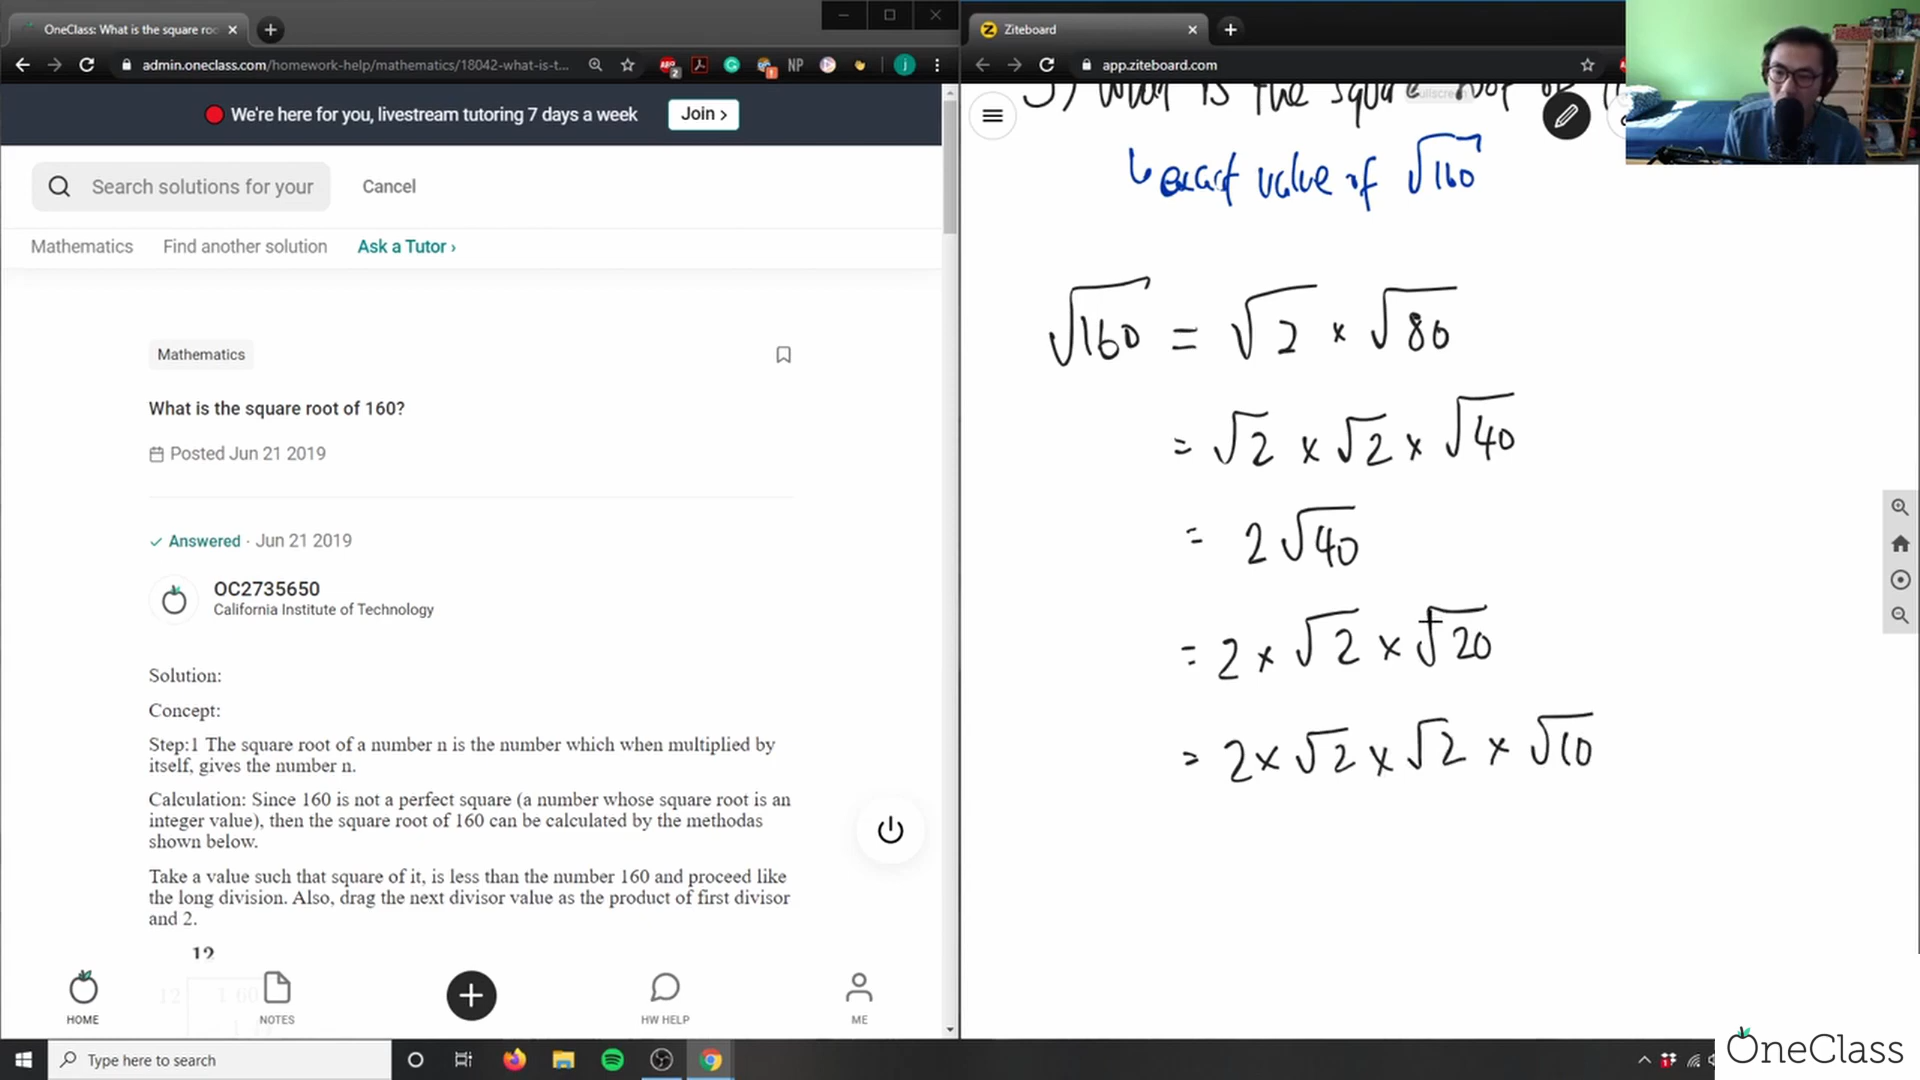 OneClass: What is the square roo
admin.oneclass.com/homework-help/mathematics/18042-what-is-t...
We're here for you, livestream tutoring 7 days a week
Join >
Search solutions for your
Cancel
Mathematics
Find another solution
Ask a Tutor ›
Mathematics
What is the square root of 160?
Posted Jun 21 2019
Answered · Jun 21 2019
OC2735650
California Institute of Technology
Solution:
Concept:
Step:1 The square root of a number n is the number which when multiplied by
itself, gives the number n.
Calculation: Since 160 is not a perfect square (a number whose square root is an
integer value), then the square root of 160 can be calculated by the methodas
shown below.
Take a value such that square of it, is less than the number 160 and proceed like
the long division. Also, drag the next divisor value as the product of first divisor
and 2.
12
12 1 60
HOME
NOTES
HW HELP
ME
Type here to search
Ziteboard
app.ziteboard.com
What is the square root of
↳ exact value of √160
√160 = √2 × √80
= √2 × √2 × √40
= 2√40
= 2 × √2 × √20
= 2 × √2 × √2 × √10
OneClass